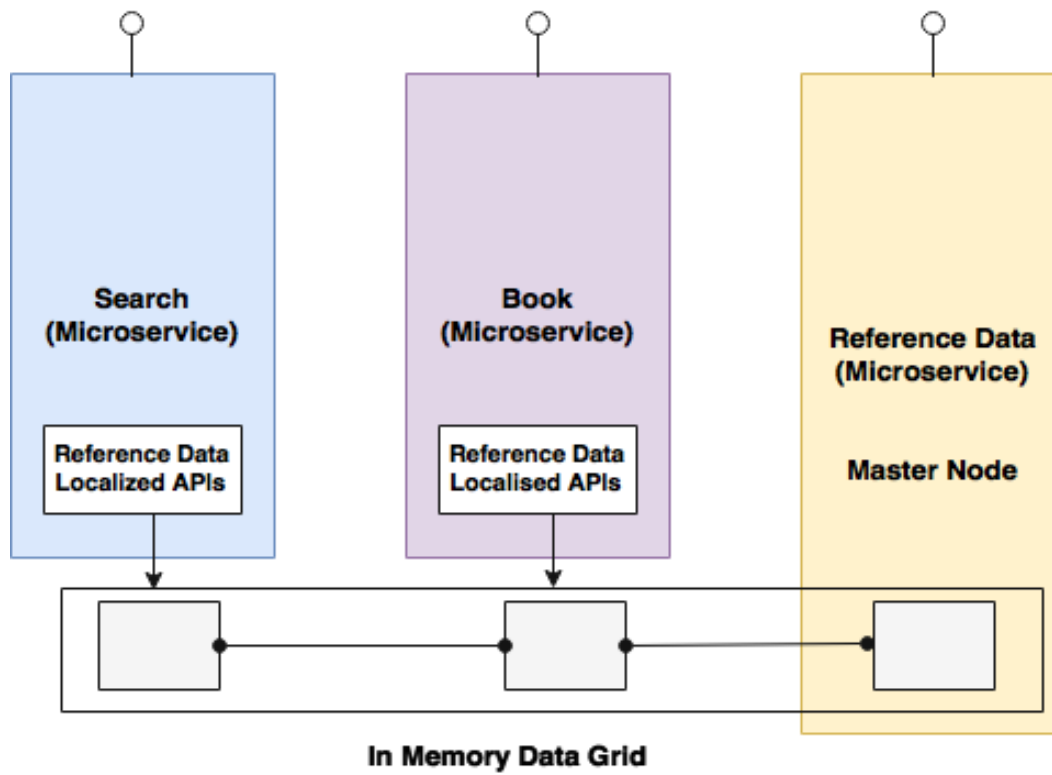 Search
(Microservice)
Reference Data
Localized APIs
Book
(Microservice)
Reference Data
Localised APIs
Reference Data
(Microservice)
Master Node
In Memory Data Grid